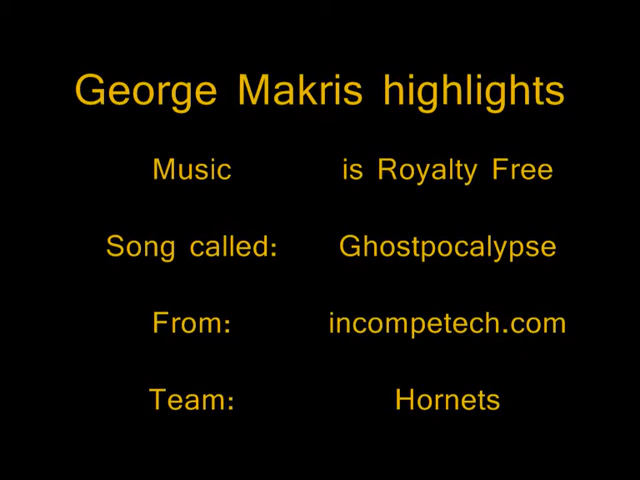 George Makris highlights
Music is Royalty Free
Song called: Ghostpocalypse
From: incompetech.com
Team: Hornets